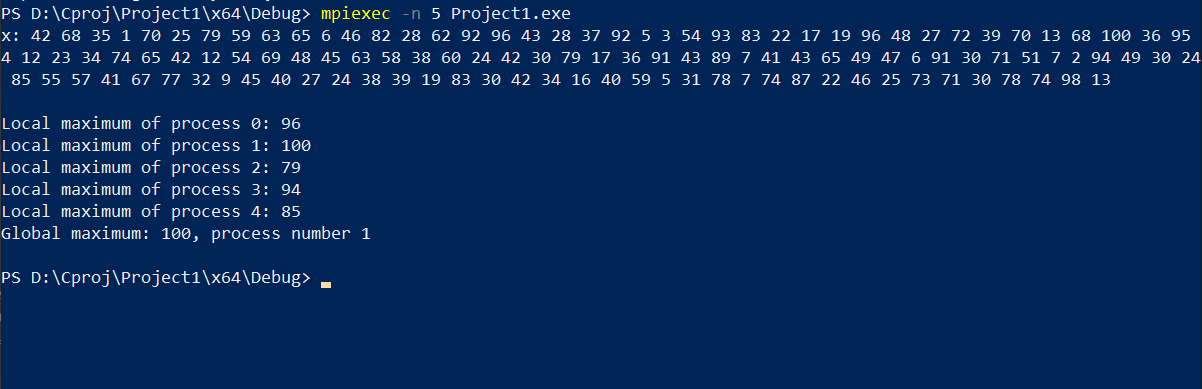 PS D:\Cproj\Project1\x64\Debug> mpiexec -n 5 Project1.exe
x: 42 68 35 1 70 25 79 59 63 65 6 46 82 28 62 92 96 43 28 37 92 5 3 54 93 83 22 17 19 96 48 27 72 39 70 13 68 100 36 95
4 12 23 34 74 65 42 12 54 69 48 45 63 58 38 60 24 42 30 79 17 36 91 43 89 7 41 43 65 49 47 6 91 30 71 51 7 2 94 49 30 24
85 55 57 41 67 77 32 9 45 40 27 24 38 39 19 83 30 42 34 16 40 59 5 31 78 7 74 87 22 46 25 73 71 30 78 74 98 13
Local maximum of process 0: 96
Local maximum of process 1: 100
Local maximum of process 2: 79
Local maximum of process 3: 94
Local maximum of process 4: 85
Global maximum: 100, process number 1
PS D:\Cproj\Project1\x64\Debug>